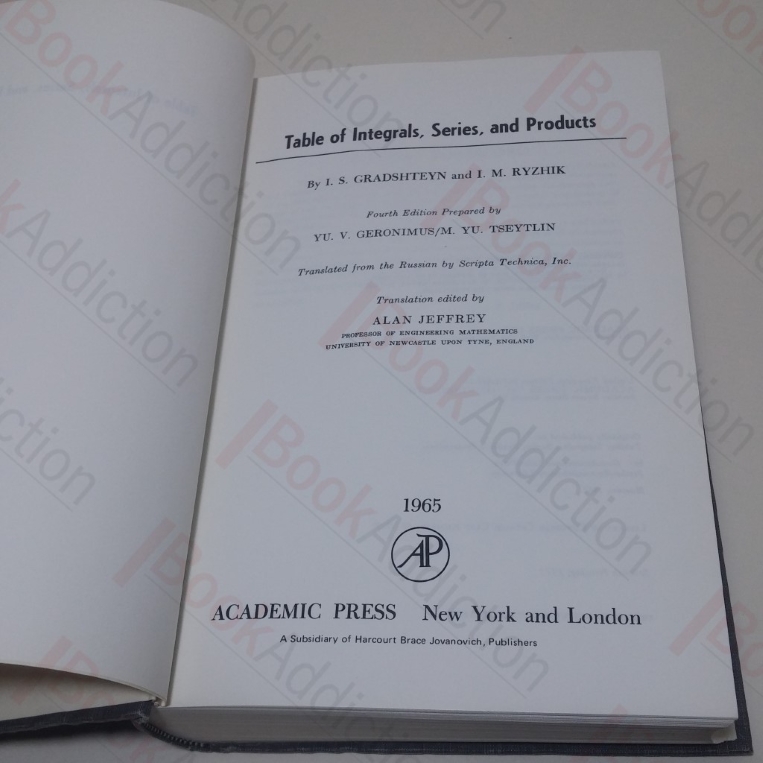 Table of Integrals, Series, and Products
By I. S. GRADSHTEYN and I. M. RYZHIK
Fourth Edition Prepared by
YU. V. GERONIMUS/M. YU. TSEYTLIN
Translated from the Russian by Scripta Technica, Inc.
Translation edited by
ALAN JEFFREY
PROFESSOR OF ENGINEERING MATHEMATICS
UNIVERSITY OF NEWCASTLE UPON TYNE, ENGLAND
1965
AP
ACADEMIC PRESS New York and London
A Subsidiary of Harcourt Brace Jovanovich, Publishers
BookAddiction